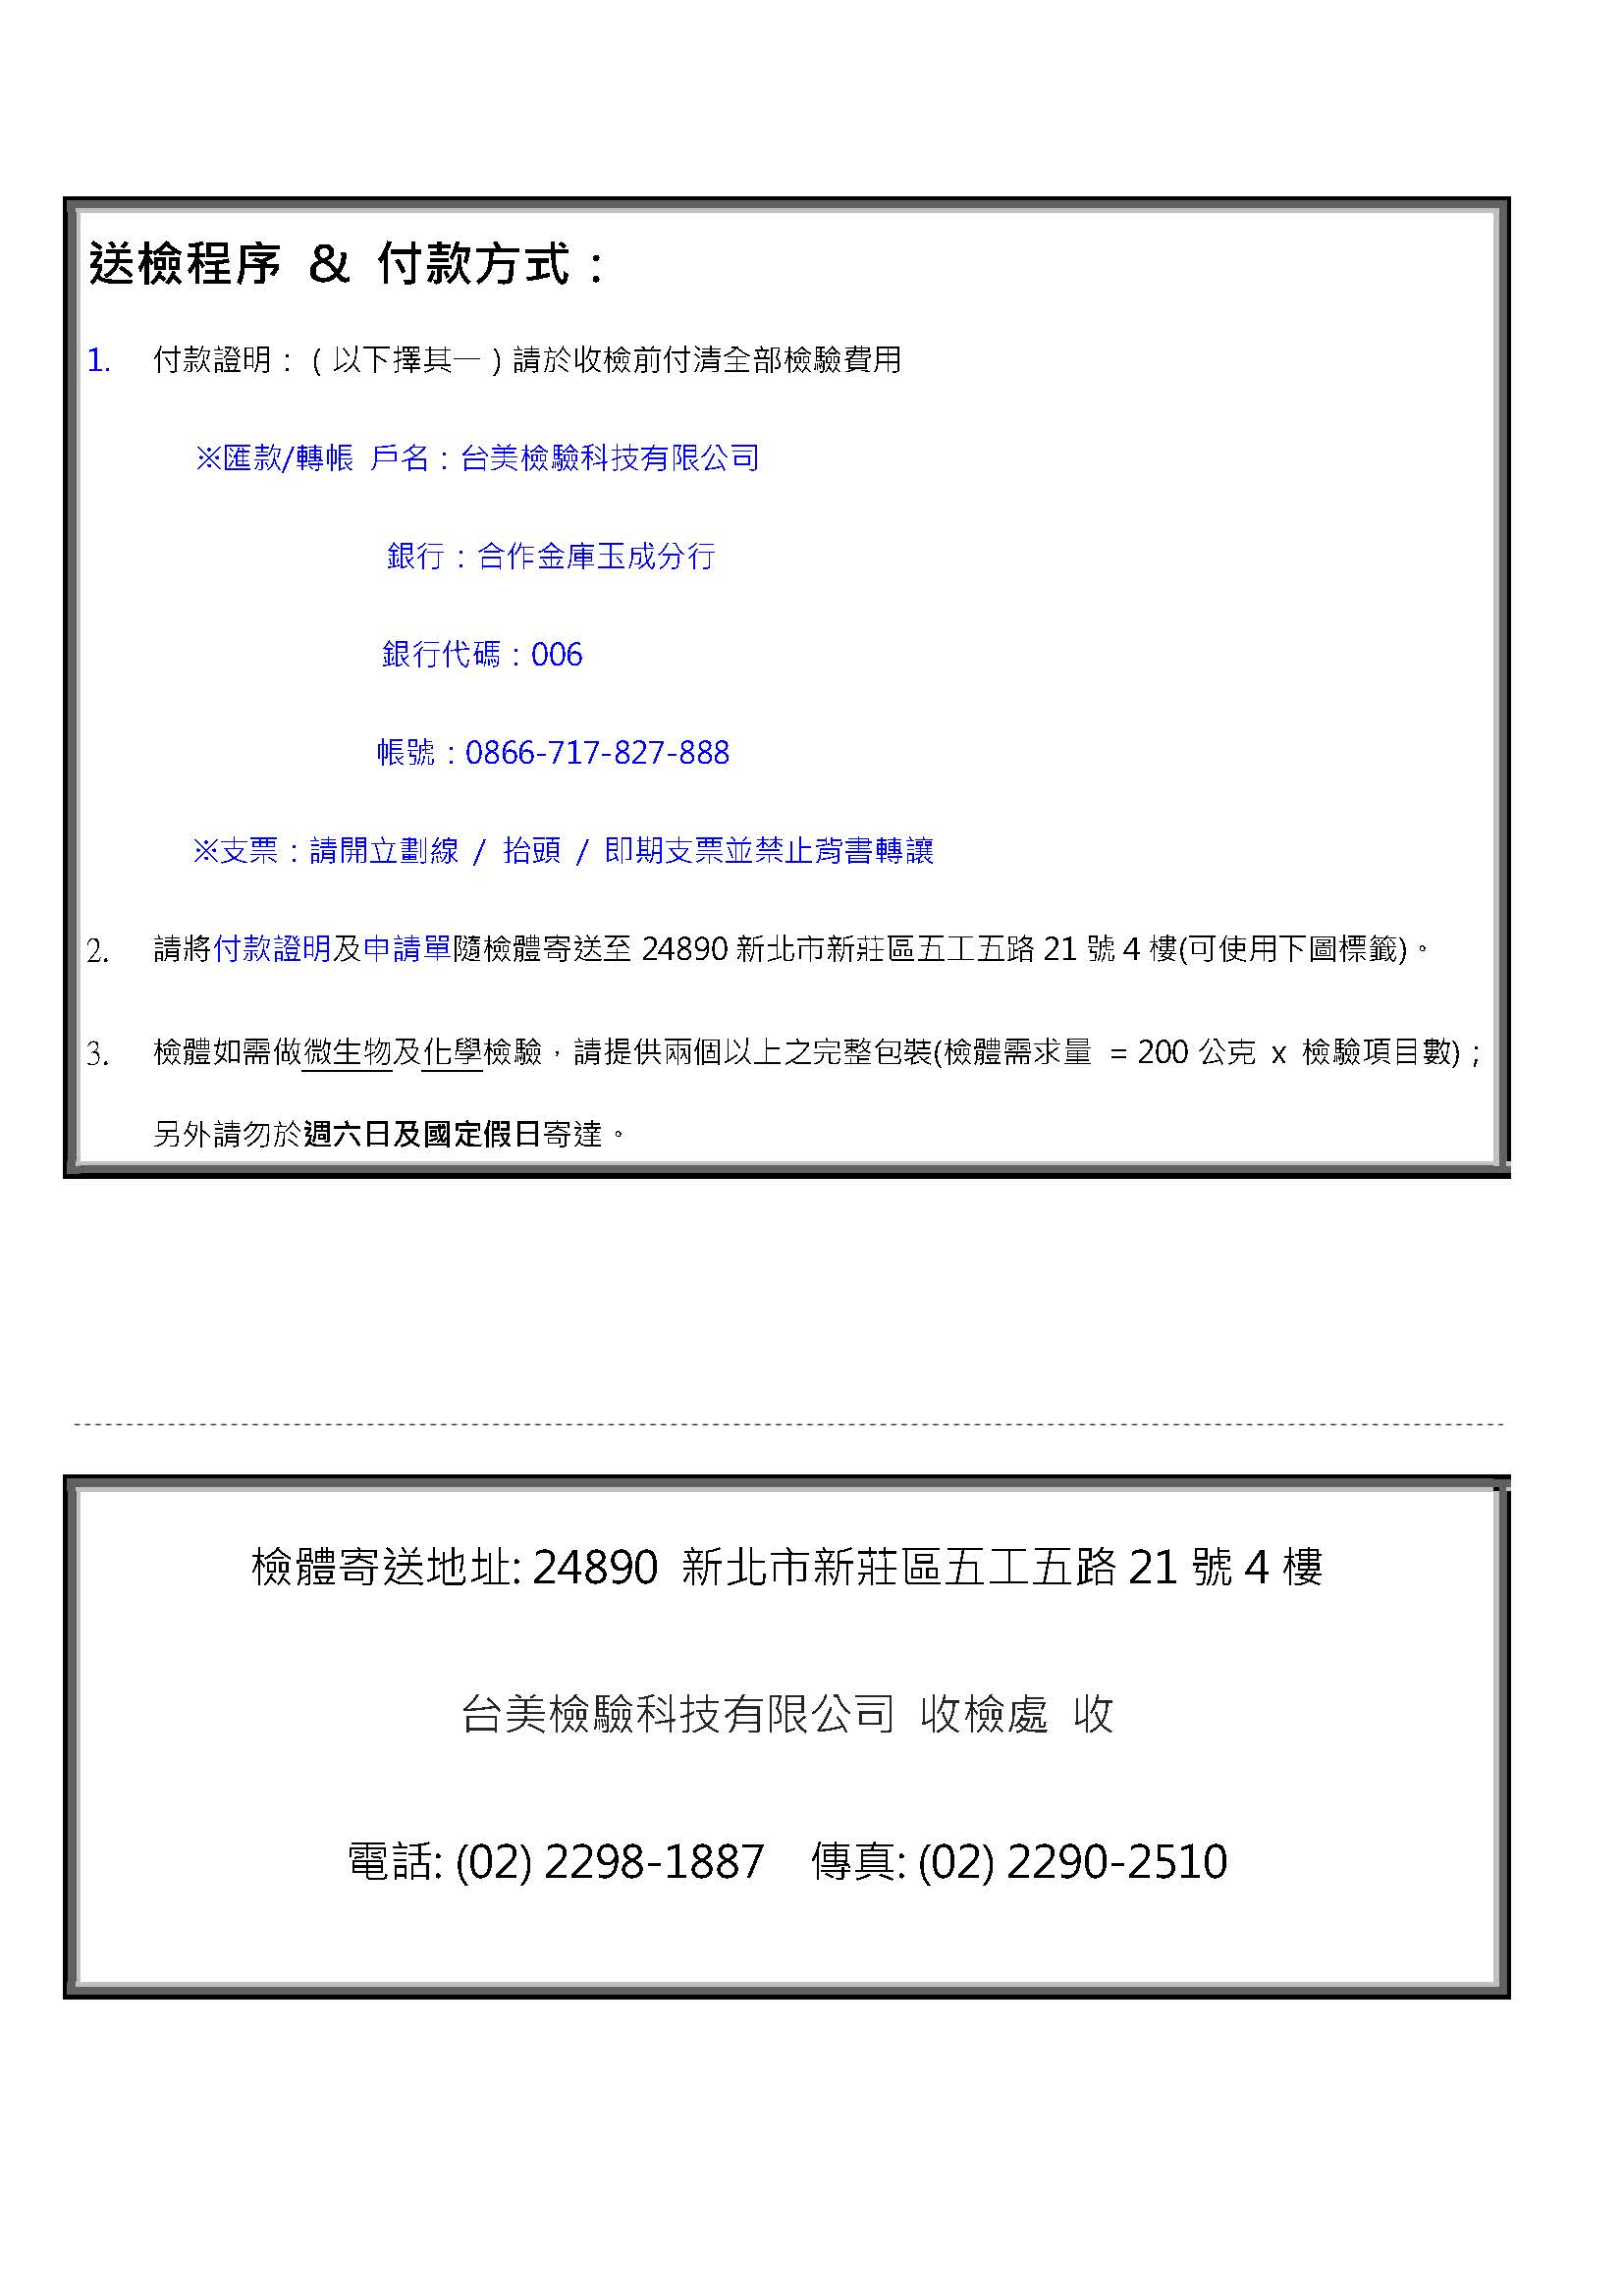 送檢程序 & 付款方式：
1. 付款證明：（以下擇其一）請於收檢前付清全部檢驗費用
※匯款/轉帳 戶名：台美檢驗科技有限公司
銀行：合作金庫玉成分行
銀行代碼：006
帳號：0866-717-827-888
※支票：請開立劃線 / 抬頭 / 即期支票並禁止背書轉讓
2. 請將付款證明及申請單隨檢體寄送至 24890 新北市新莊區五工五路 21 號 4 樓(可使用下圖標籤)。
3. 檢體如需做微生物及化學檢驗，請提供兩個以上之完整包裝(檢體需求量 = 200 公克 x 檢驗項目數)；
另外請勿於週六日及國定假日寄達。
檢體寄送地址: 24890 新北市新莊區五工五路 21 號 4 樓
台美檢驗科技有限公司 收檢處 收
電話: (02) 2298-1887 傳真: (02) 2290-2510